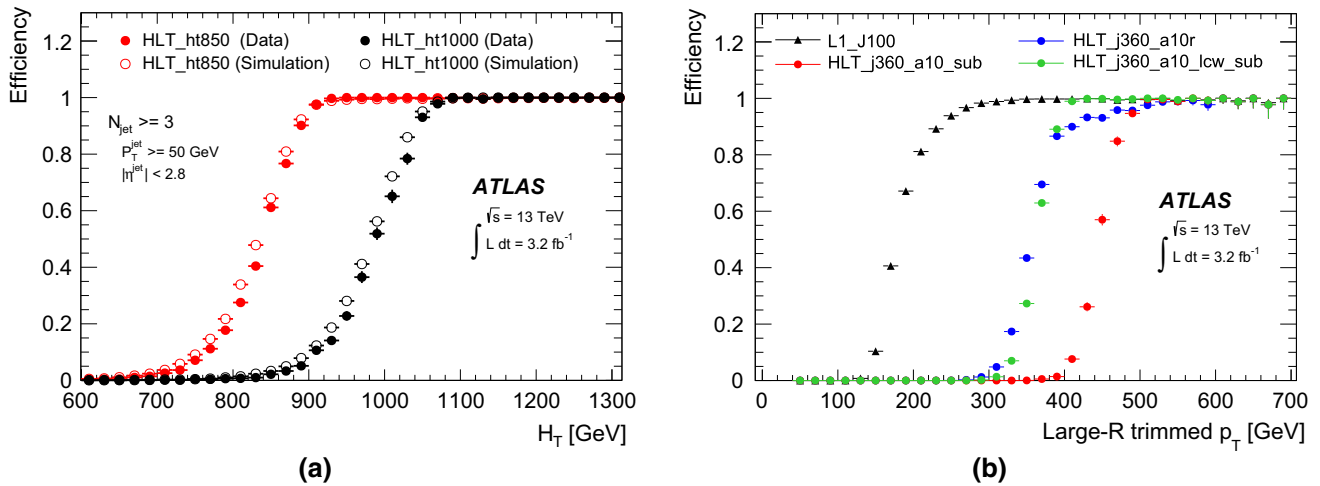 Efficiency
1.2
1
0.8
0.6
0.4
0.2
0
HLT_ht850 (Data)
HLT_ht850 (Simulation)
HLT_ht1000 (Data)
HLT_ht1000 (Simulation)
N_jet >= 3
P_T^jet >= 50 GeV
|η^jet| < 2.8
ATLAS
√s = 13 TeV
∫ L dt = 3.2 fb⁻¹
600 700 800 900 1000 1100 1200 1300
H_T [GeV]
(a)
Efficiency
1.2
1
0.8
0.6
0.4
0.2
0
L1_J100
HLT_j360_a10_sub
HLT_j360_a10r
HLT_j360_a10_lcw_sub
ATLAS
√s = 13 TeV
∫ L dt = 3.2 fb⁻¹
0 100 200 300 400 500 600 700
Large-R trimmed p_T [GeV]
(b)